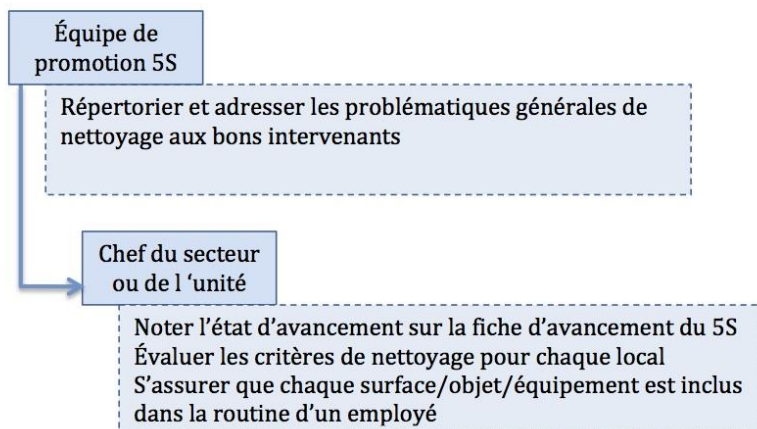 Équipe de
promotion 5S
Répertorier et adresser les problématiques générales de
nettoyage aux bons intervenants
Chef du secteur
ou de l ‘unité
Noter l’état d’avancement sur la fiche d’avancement du 5S
Évaluer les critères de nettoyage pour chaque local
S’assurer que chaque surface/objet/équipement est inclus
dans la routine d’un employé